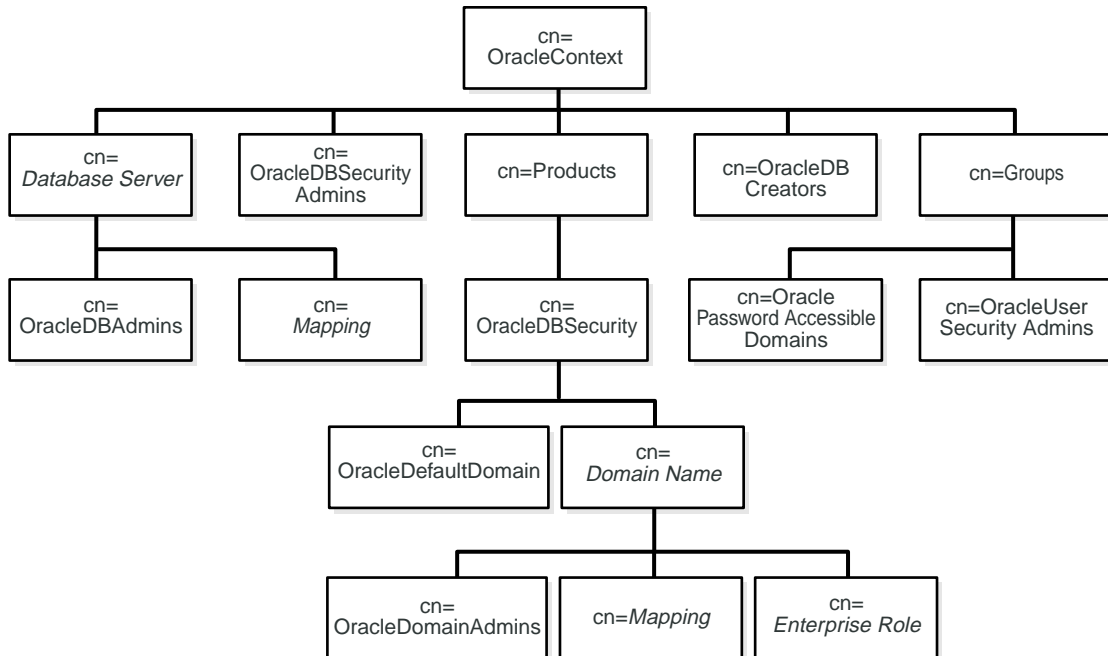 cn=
OracleContext
cn=
Database Server
cn=
OracleDBSecurity
Admins
cn=Products
cn=OracleDB
Creators
cn=Groups
cn=
OracleDBAdmins
cn=
Mapping
cn=
OracleDBSecurity
cn=Oracle
Password Accessible
Domains
cn=OracleUser
Security Admins
cn=
OracleDefaultDomain
cn=
Domain Name
cn=
OracleDomainAdmins
cn=Mapping
cn=
Enterprise Role